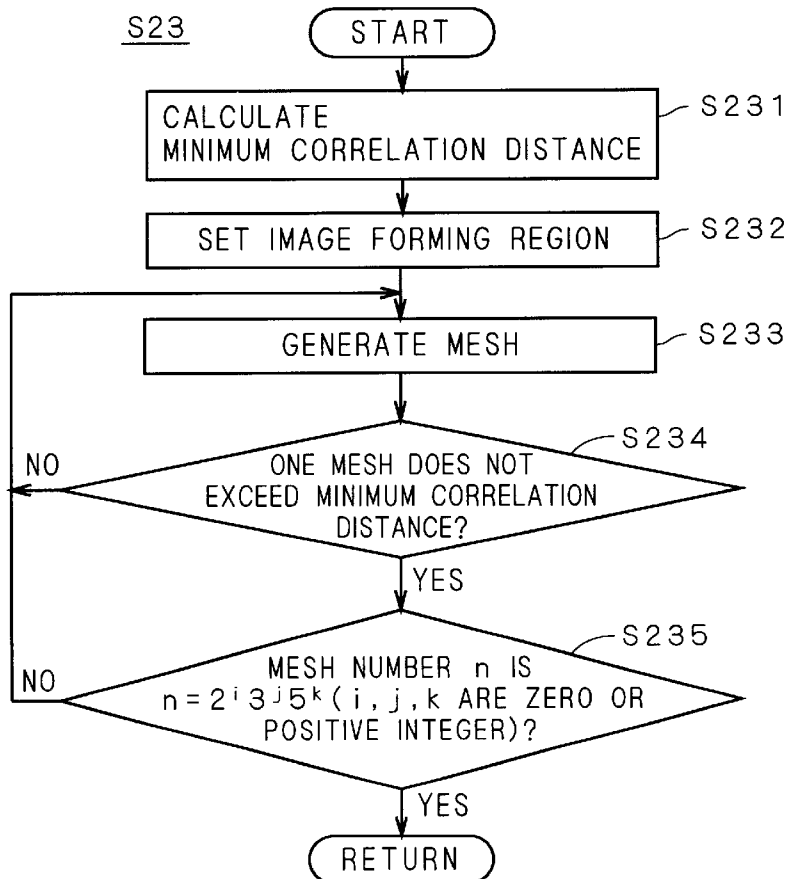 S23
START
CALCULATE
MINIMUM CORRELATION DISTANCE
S231
SET IMAGE FORMING REGION
S232
GENERATE MESH
S233
S234
NO
ONE MESH DOES NOT
EXCEED MINIMUM CORRELATION
DISTANCE?
YES
S235
NO
MESH NUMBER n IS
n=2ⁱ3ʲ5ᵏ(i,j,k ARE ZERO OR
POSITIVE INTEGER)?
YES
RETURN